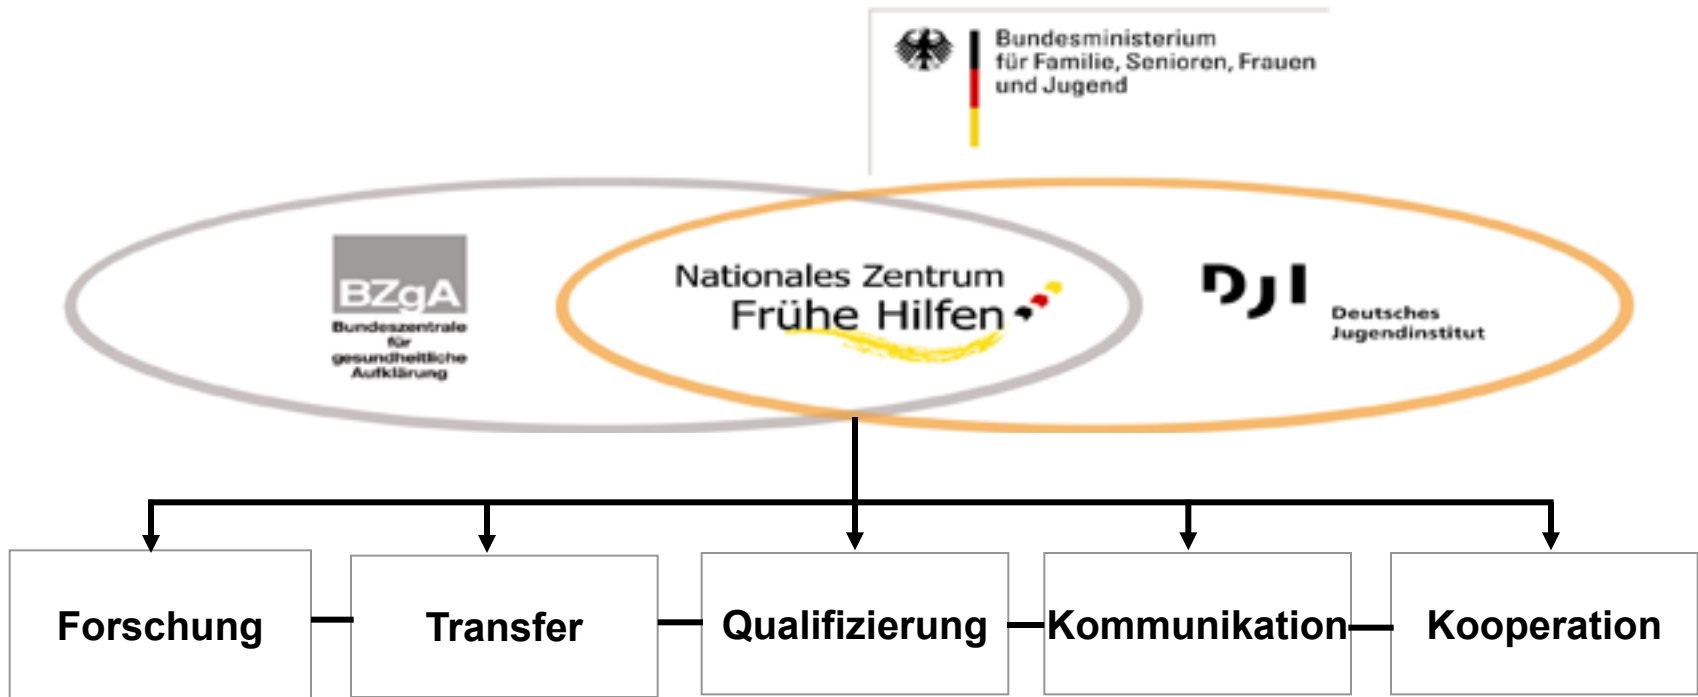 Bundesministerium
für Familie, Senioren, Frauen
und Jugend
BZgA
Bundeszentrale
für
gesundheitliche
Aufklärung
Nationales Zentrum
Frühe Hilfen
DJI
Deutsches
Jugendinstitut
Forschung
Transfer
Qualifizierung
Kommunikation
Kooperation